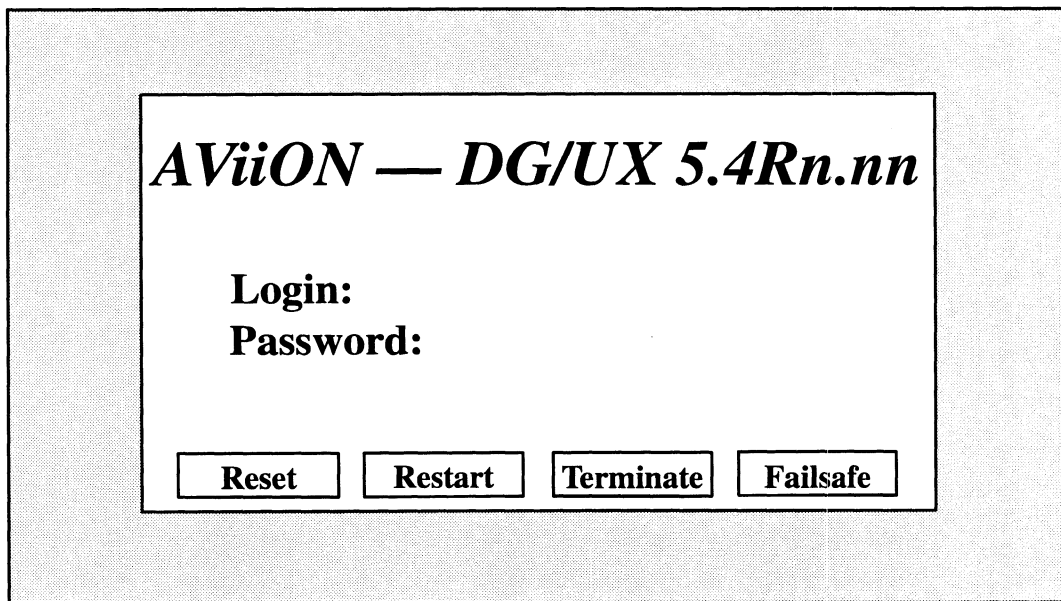 AViiON — DG/UX 5.4Rn.nn
Login:
Password:
Reset Restart Terminate Failsafe